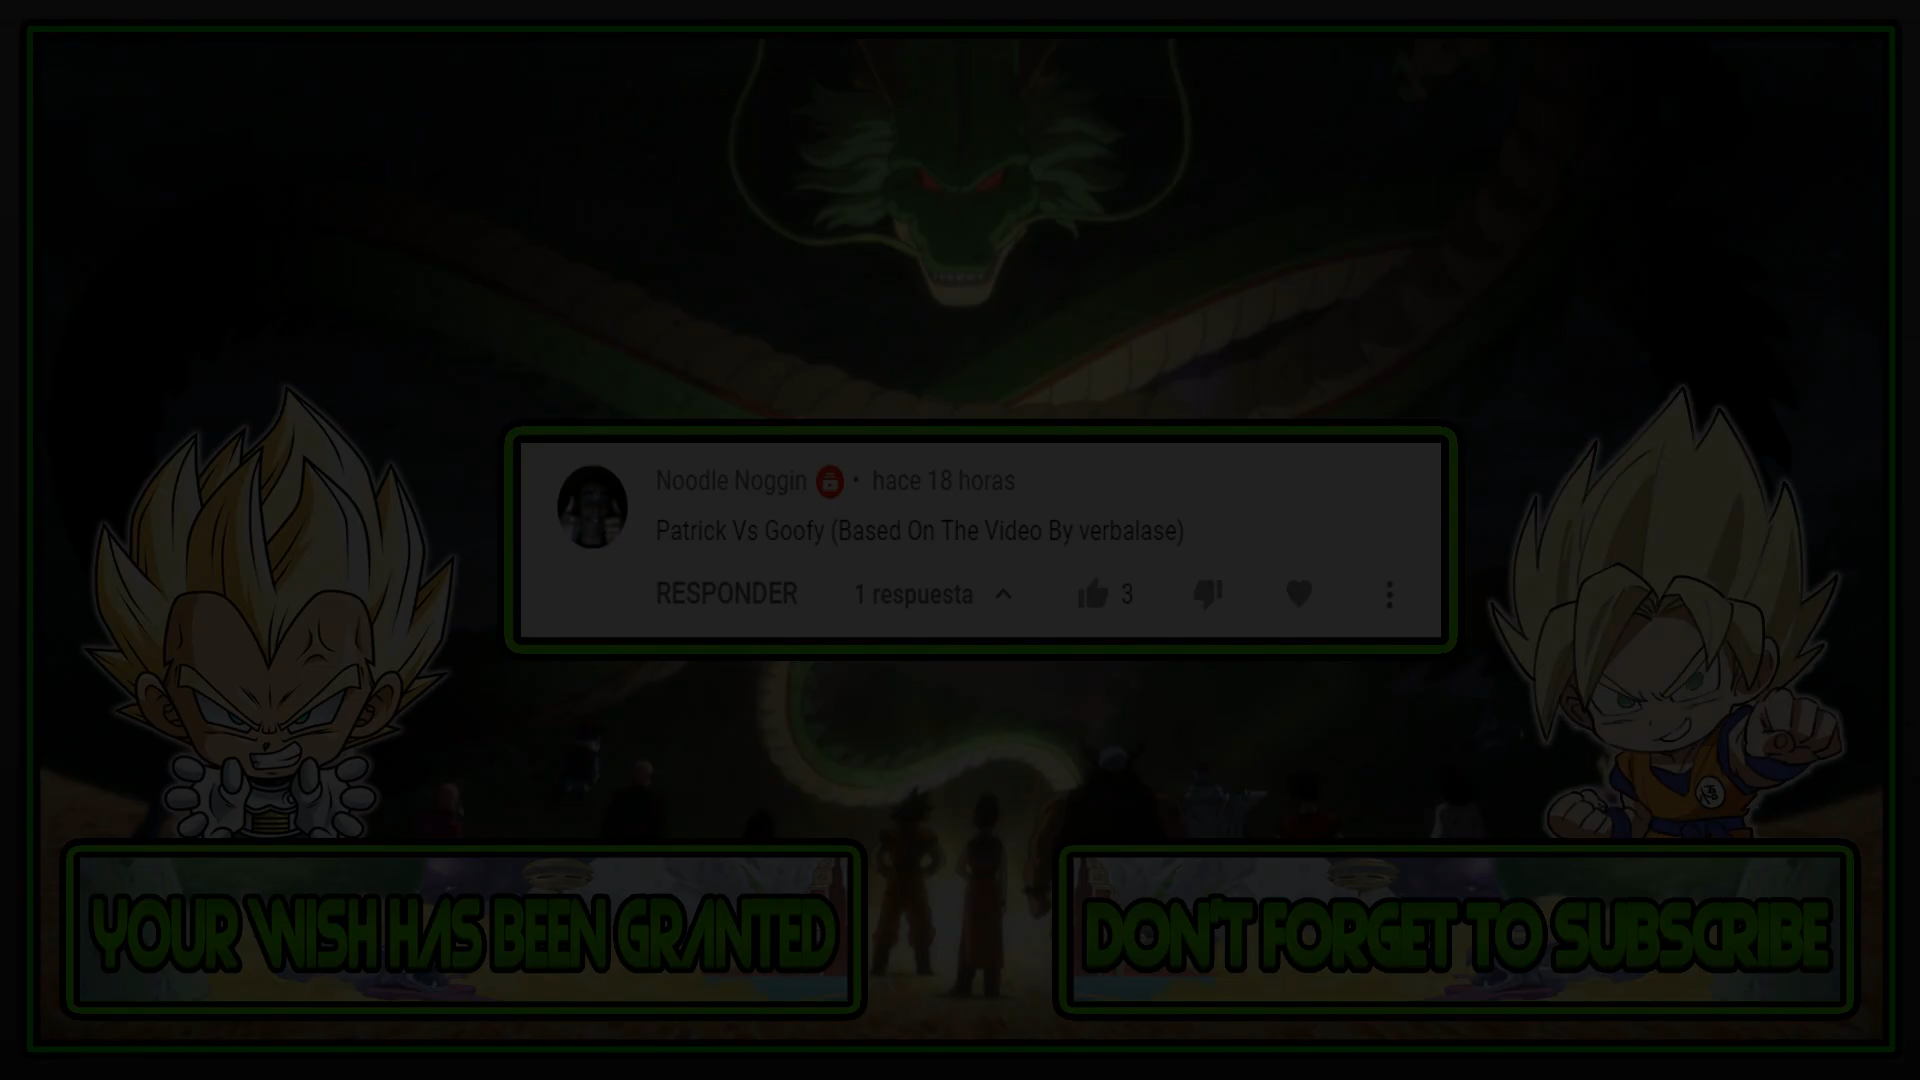 Noodle Noggin • hace 18 horas
Patrick Vs Goofy (Based On The Video By verbalase)
RESPONDER 1 respuesta 3
YOUR WISH HAS BEEN GRANTED
DON'T FORGET TO SUBSCRIBE